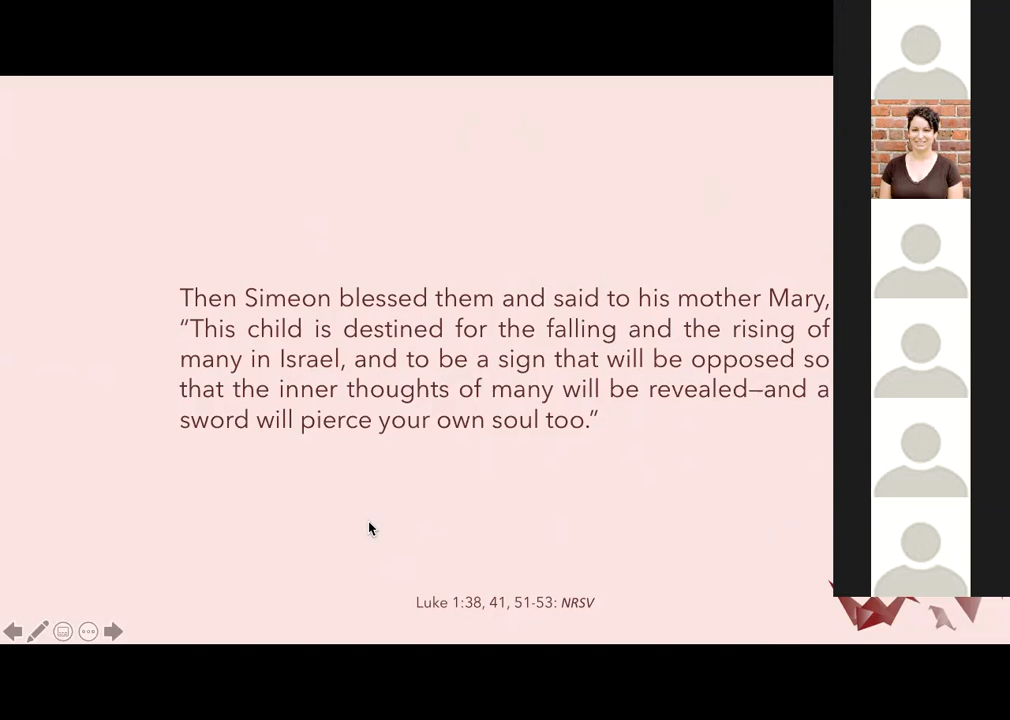 Then Simeon blessed them and said to his mother Mary,
“This child is destined for the falling and the rising of
many in Israel, and to be a sign that will be opposed so
that the inner thoughts of many will be revealed—and a
sword will pierce your own soul too.”
Luke 1:38, 41, 51-53: NRSV